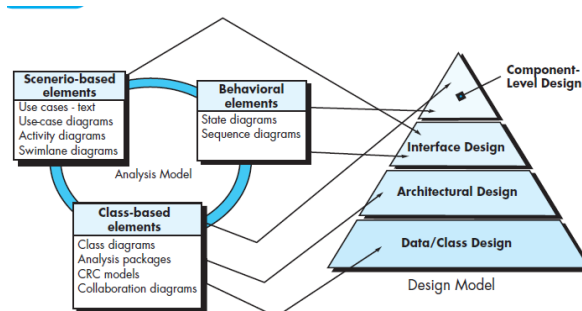 Scenerio-based
elements
Use cases - text
Use-case diagrams
Activity diagrams
Swimlane diagrams
Behavioral
elements
State diagrams
Sequence diagrams
Analysis Model
Class-based
elements
Class diagrams
Analysis packages
CRC models
Collaboration diagrams
Component-
Level Design
Interface Design
Architectural Design
Data/Class Design
Design Model